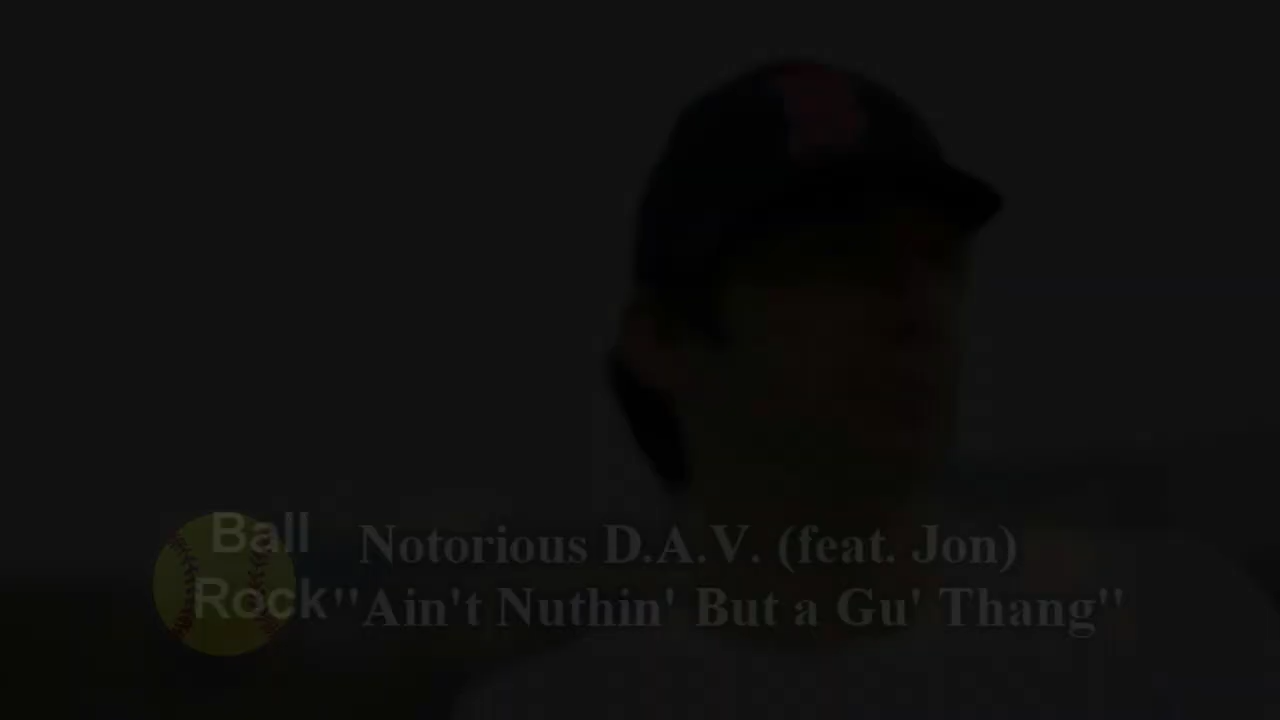 Ball
Rock
Notorious D.A.V. (feat. Jon)
"Ain't Nuthin' But a Gu' Thang"